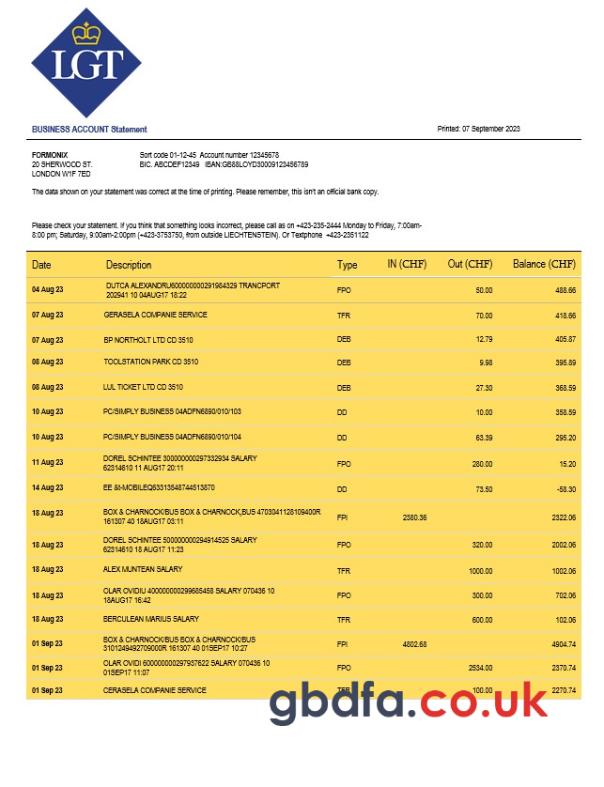 LGT
BUSINESS ACCOUNT Statement
Printed: 07 September 2023
FORMONIX
Sort code 01-12-45 Account number 12345678
20 SHERWOOD ST.
BIC. ABCDEF12349 IBAN:GB88LOYD30009123456789
LONDON W1F 7ED
The data shown on your statement was correct at the time of printing. Please remember, this isn't an official bank copy.
Please check your statement. If you think that something looks incorrect, please call as on +423-235-2444 Monday to Friday, 7:00am-
8:00 pm; Saturday, 9:00am-2:00pm (+423-3753750, from outside LIECHTENSTEIN). Or Textphone +423-2351122
Date Description Type IN (CHF) Out (CHF) Balance (CHF)
04 Aug 23 DUTCA ALEXANDRU600000000291984329 TRANCPORT FPO 50.00 488.66
202941 10 04AUG17 18:22
07 Aug 23 GERASELA COMPANIE SERVICE TFR 70.00 418.66
07 Aug 23 BP NORTHOLT LTD CD 3510 DEB 12.79 405.87
08 Aug 23 TOOLSTATION PARK CD 3510 DEB 9.98 395.89
08 Aug 23 LUL TICKET LTD CD 3510 DEB 27.30 368.59
10 Aug 23 PC/SIMPLY BUSINESS 04ADFN6890/010/103 DD 10.00 358.59
10 Aug 23 PC/SIMPLY BUSINESS 04ADFN6890/010/104 DD 63.39 295.20
11 Aug 23 DOREL SCHINTEE 300000000297332934 SALARY FPO 280.00 15.20
62314610 11 AUG17 20:11
14 Aug 23 EE &t-MOBILEQ63313548744513870 DD 73.50 -58.30
18 Aug 23 BOX & CHARNOCK/BUS BOX & CHARNOCK,BUS 4703041128109400R FPI 2380.36 2322.06
161307 40 18AUG17 03:11
18 Aug 23 DOREL SCHINTEE 500000000294914525 SALARY FPO 320.00 2002.06
62314610 18 AUG17 11:23
18 Aug 23 ALEX MUNTEAN SALARY TFR 1000.00 1002.06
18 Aug 23 OLAR OVIDIU 400000000299685458 SALARY 070436 10 FPO 300.00 702.06
18AUG17 16:42
18 Aug 23 BERCULEAN MARIUS SALARY TFR 600.00 102.06
01 Sep 23 BOX & CHARNOCK/BUS BOX & CHARNOCK/BUS FPI 4802.68 4904.74
3101249492709000R 161307 40 01SEP17 10:27
01 Sep 23 OLAR OVIDI 600000000297937622 SALARY 070436 10 FPO 2534.00 2370.74
01SEP17 11:07
01 Sep 23 CERASELA COMPANIE SERVICE TFR 100.00 2270.74
gbdfa.co.uk